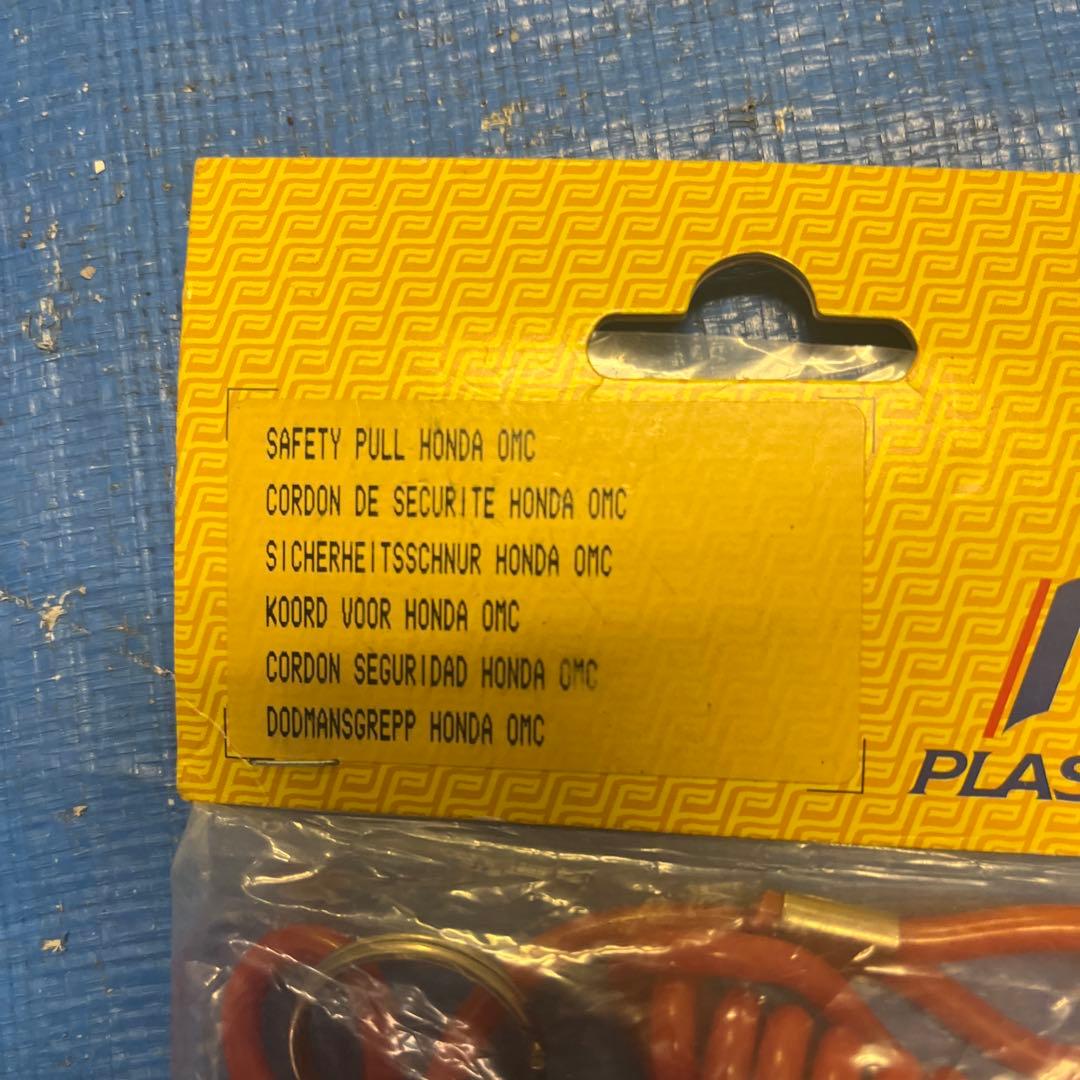 SAFETY PULL HONDA OMC
CORDON DE SECURITE HONDA OMC
SICHERHEITSSCHNUR HONDA OMC
KOORD VOOR HONDA OMC
CORDON SEGURIDAD HONDA OMC
DODMANSGREPP HONDA OMC
PLAS